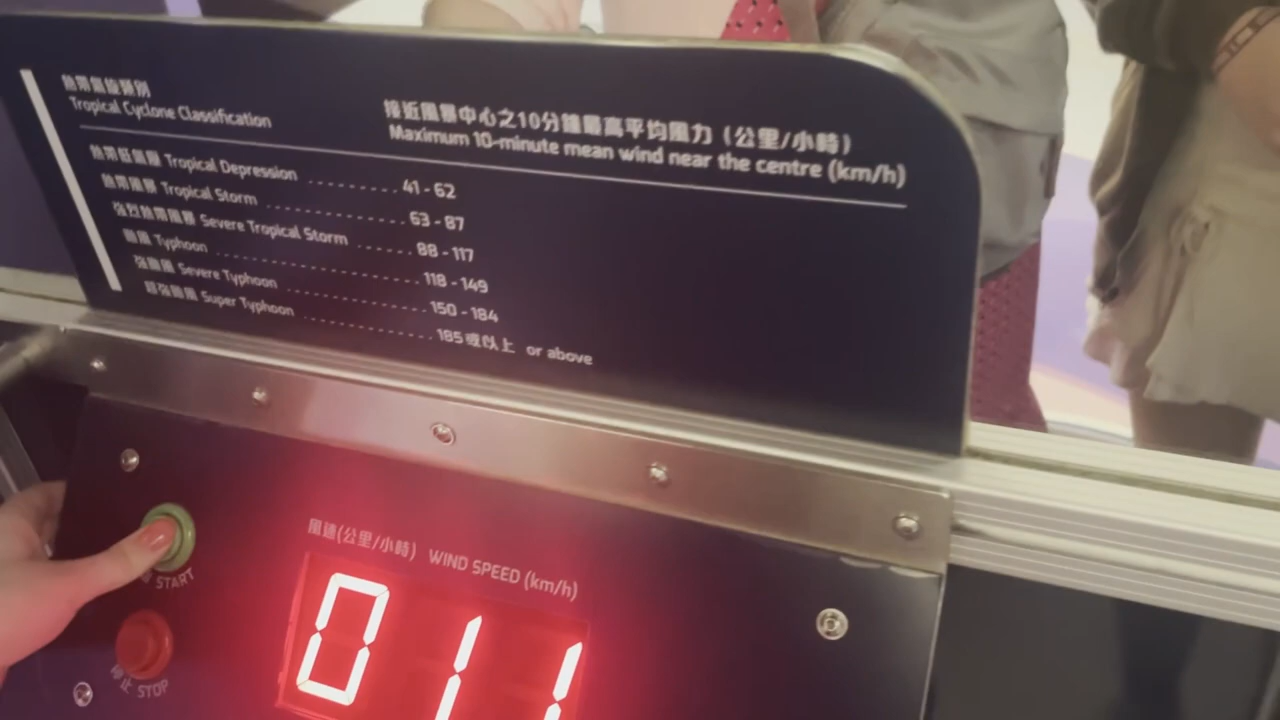 熱帶氣旋類別
Tropical Cyclone Classification
接近風暴中心之10分鐘最高平均風力（公里/小時）
Maximum 10-minute mean wind near the centre (km/h)
熱帶低氣壓 Tropical Depression ......... 41 - 62
熱帶風暴 Tropical Storm .............. 63 - 87
強烈熱帶風暴 Severe Tropical Storm ...... 88 - 117
颱風 Typhoon ..................... 118 - 149
強颱風 Severe Typhoon ............... 150 - 184
超強颱風 Super Typhoon ............... 185或以上 or above
風速(公里/小時) WIND SPEED (km/h)
START
011
停止 STOP